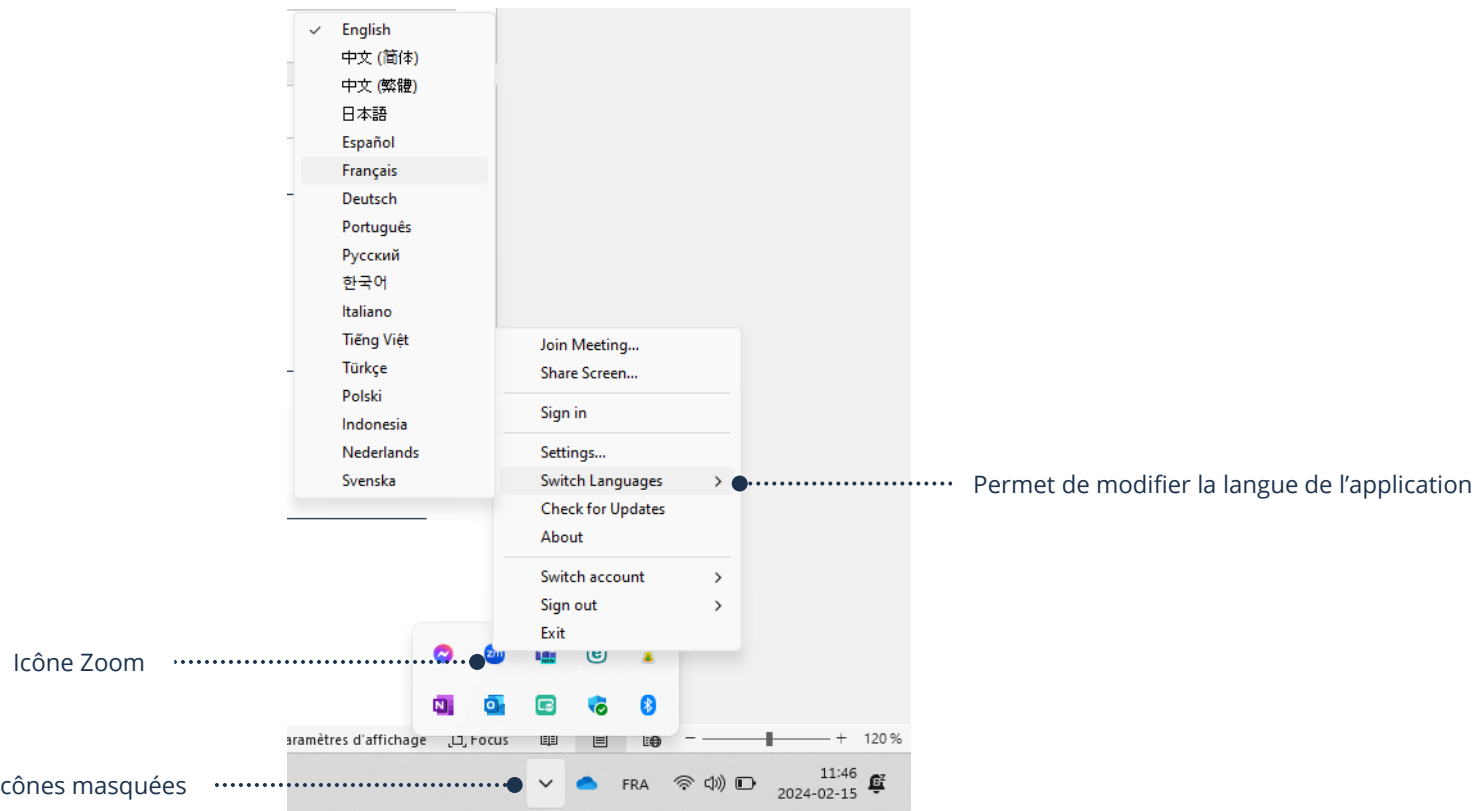 English
中文 (简体)
中文 (繁體)
日本語
Español
Français
Deutsch
Português
Русский
한국어
Italiano
Tiếng Việt
Türkçe
Polski
Indonesia
Nederlands
Svenska
Join Meeting...
Share Screen...
Sign in
Settings...
Switch Languages
Check for Updates
About
Switch account
Sign out
Exit
Permet de modifier la langue de l’application
Icône Zoom
zm
aramètres d'affichage Focus 120 %
cônes masquées
FRA 11:46
2024-02-15